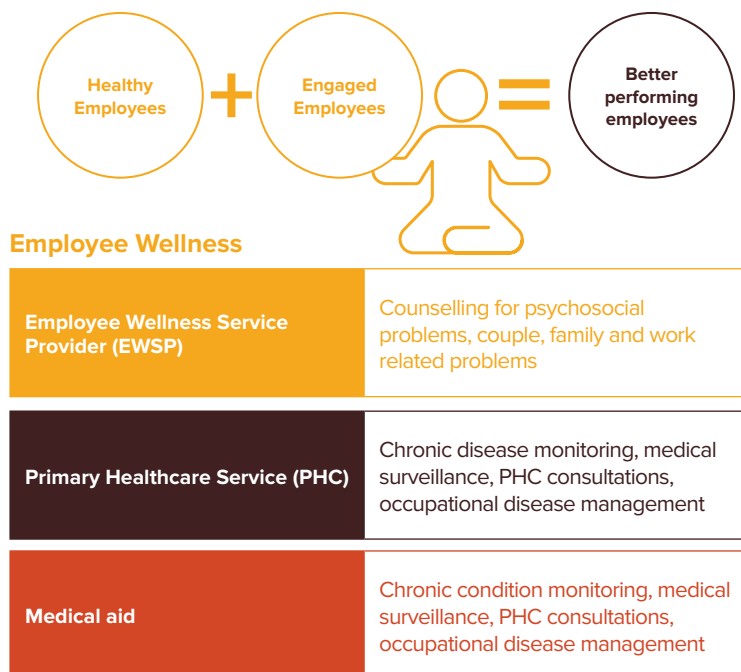 Healthy
Employees
+
Engaged
Employees
=
Better
performing
employees
Employee Wellness
Employee Wellness Service
Provider (EWSP)
Counselling for psychosocial
problems, couple, family and work
related problems
Primary Healthcare Service (PHC)
Chronic disease monitoring, medical
surveillance, PHC consultations,
occupational disease management
Medical aid
Chronic condition monitoring, medical
surveillance, PHC consultations,
occupational disease management